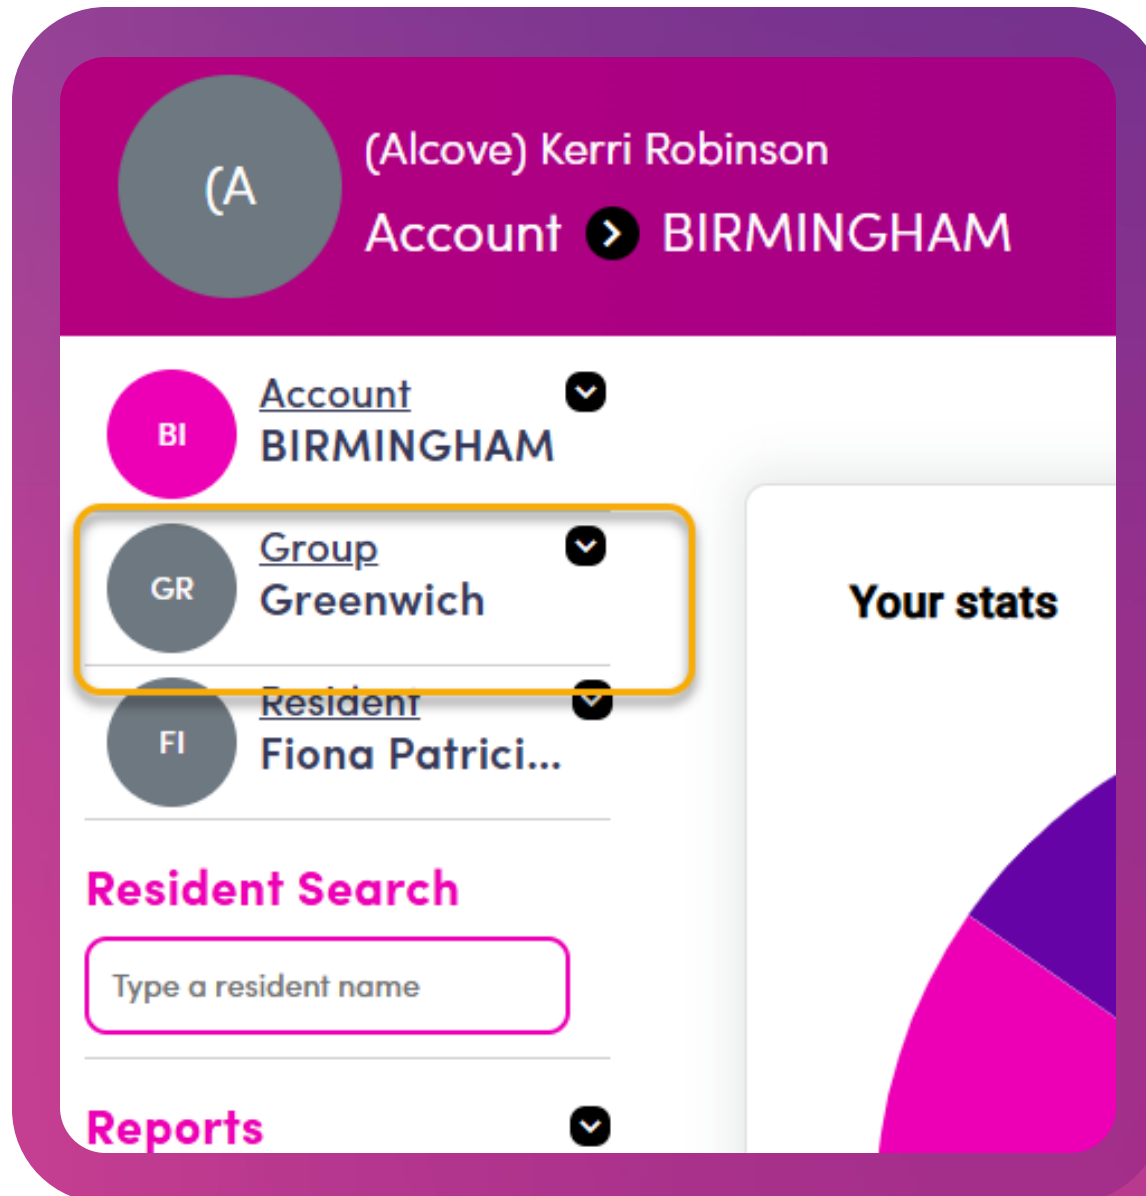 (A
(Alcove) Kerri Robinson
Account BIRMINGHAM
BI
Account
BIRMINGHAM
GR
Group
Greenwich
FI
Resident
Fiona Patrici...
Resident Search
Type a resident name
Reports
Your stats